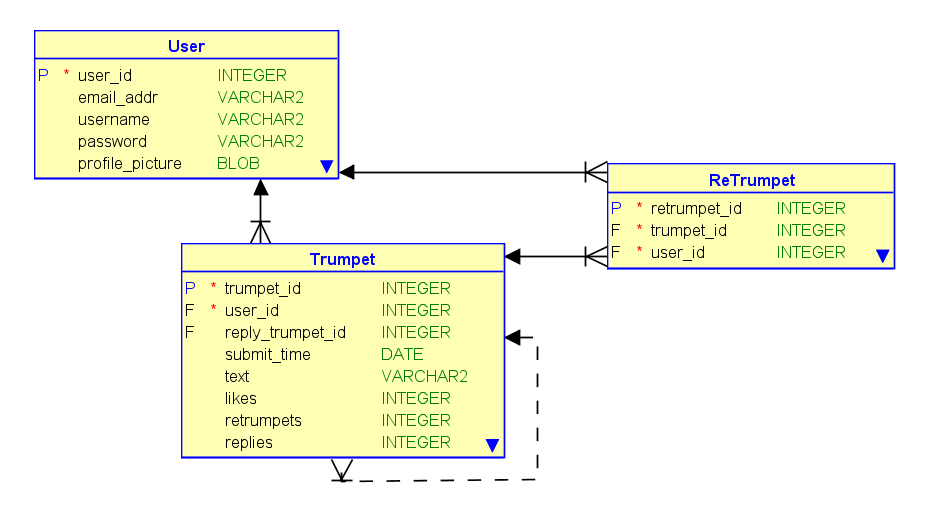 User
P * user_id INTEGER
email_addr VARCHAR2
username VARCHAR2
password VARCHAR2
profile_picture BLOB
ReTrumpet
P * retrumpet_id INTEGER
F * trumpet_id INTEGER
F * user_id INTEGER
Trumpet
P * trumpet_id INTEGER
F * user_id INTEGER
F reply_trumpet_id INTEGER
submit_time DATE
text VARCHAR2
likes INTEGER
retrumpets INTEGER
replies INTEGER